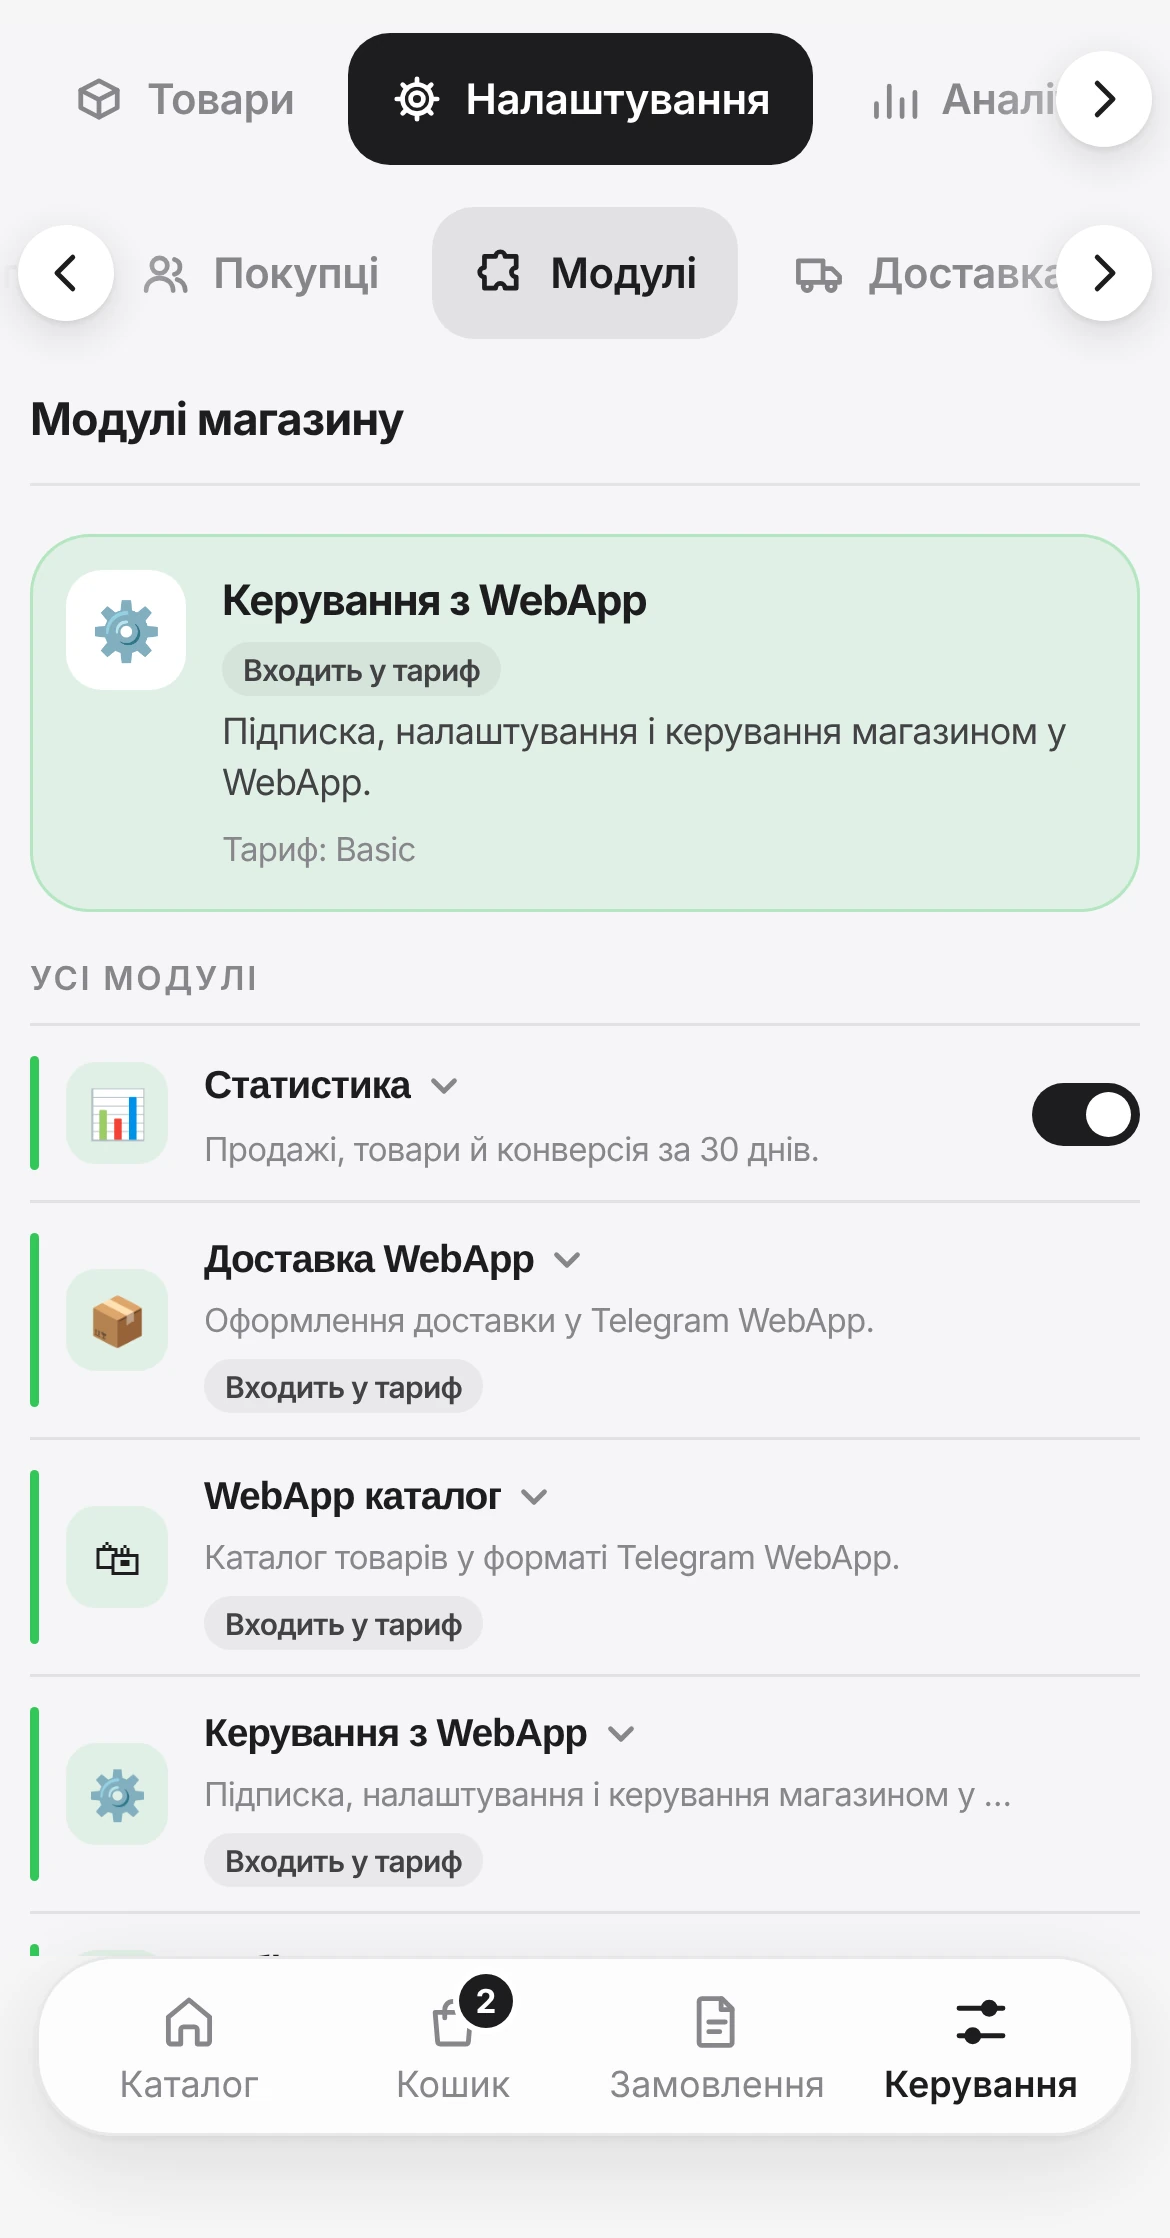 Товари
Налаштування
Аналі
Покупці
Модулі
Доставка
Модулі магазину
Керування з WebApp
Входить у тариф
Підписка, налаштування і керування магазином у
WebApp.
Тариф: Basic
УСІ МОДУЛІ
Статистика
Продажі, товари й конверсія за 30 днів.
Доставка WebApp
Оформлення доставки у Telegram WebApp.
Входить у тариф
WebApp каталог
Каталог товарів у форматі Telegram WebApp.
Входить у тариф
Керування з WebApp
Підписка, налаштування і керування магазином у ...
Входить у тариф
2
Каталог
Кошик
Замовлення
Керування